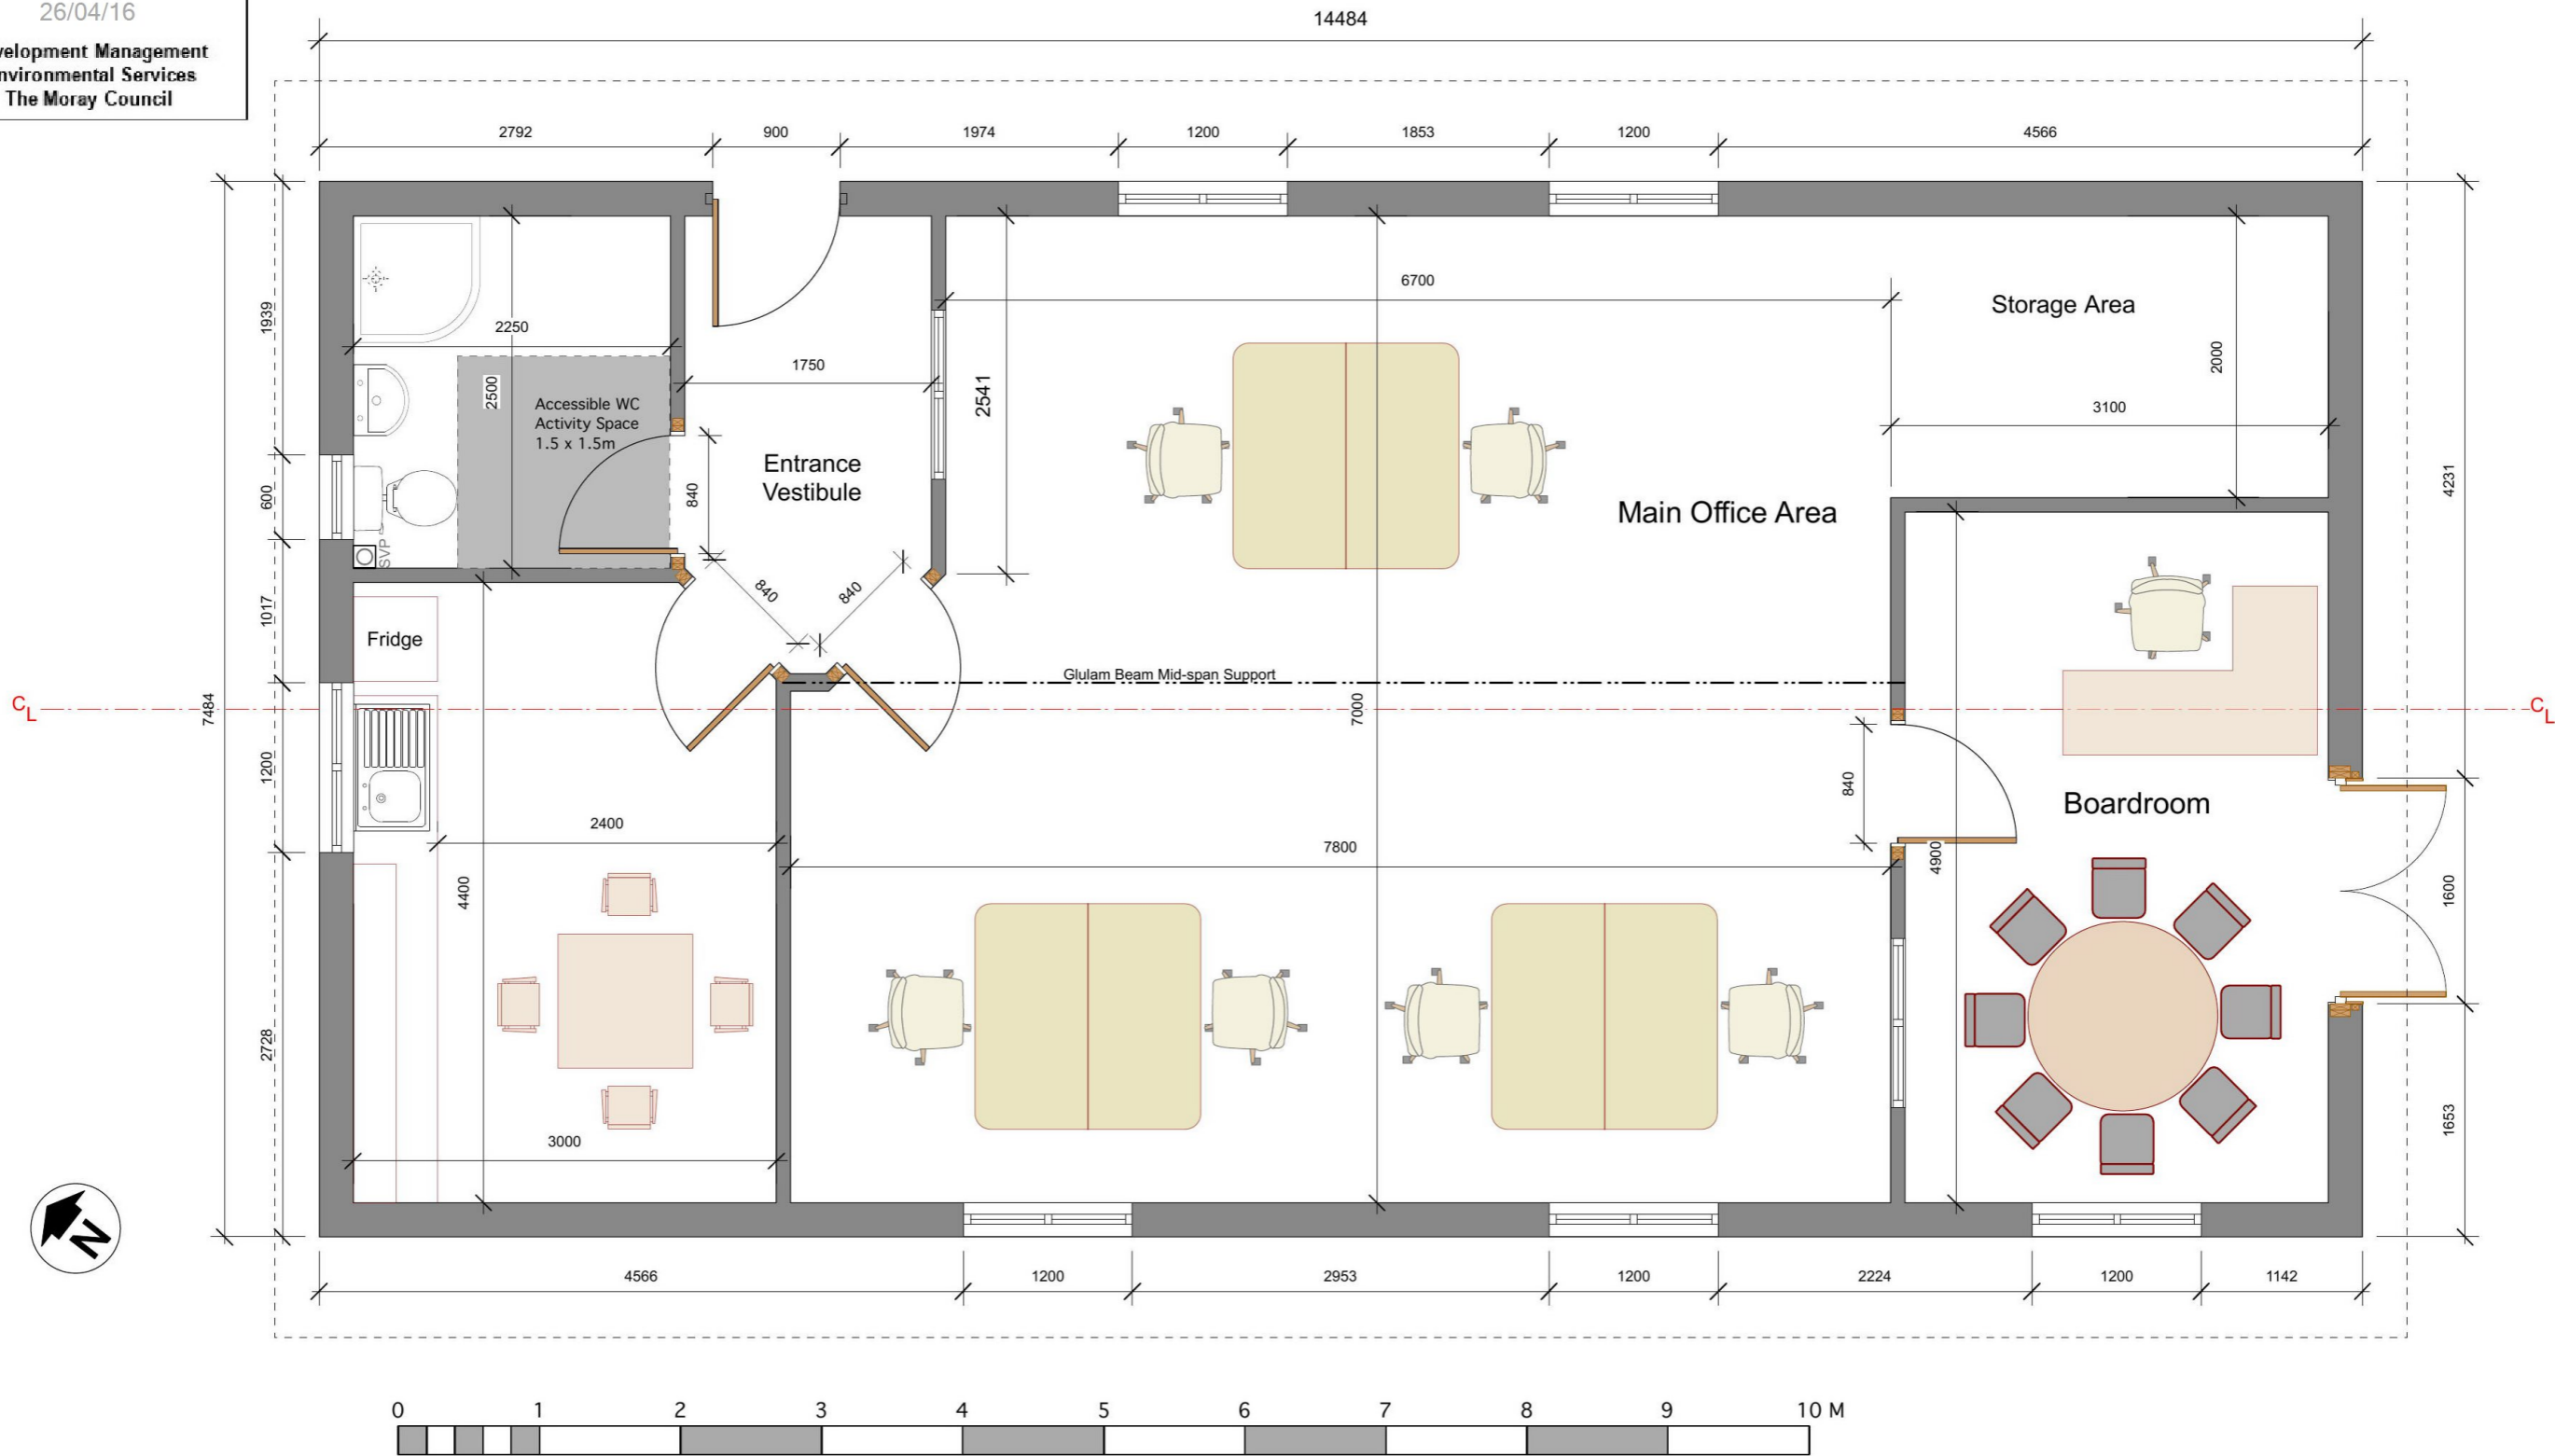 26/04/16
velopment Management
nvironmental Services
The Moray Council
14484
2792
900
1974
1200
1853
1200
4566
7484
1939
600
1017
1200
2728
2250
2500
Accessible WC
Activity Space
1.5 x 1.5m
SVP
840
1750
Entrance
Vestibule
840
840
2541
6700
Main Office Area
Storage Area
2000
3100
4231
1600
1653
Fridge
Glulam Beam Mid-span Support
CL
CL
7000
2400
4400
3000
7800
840
4900
Boardroom
N
4566
1200
2953
1200
2224
1200
1142
0 1 2 3 4 5 6 7 8 9 10 M